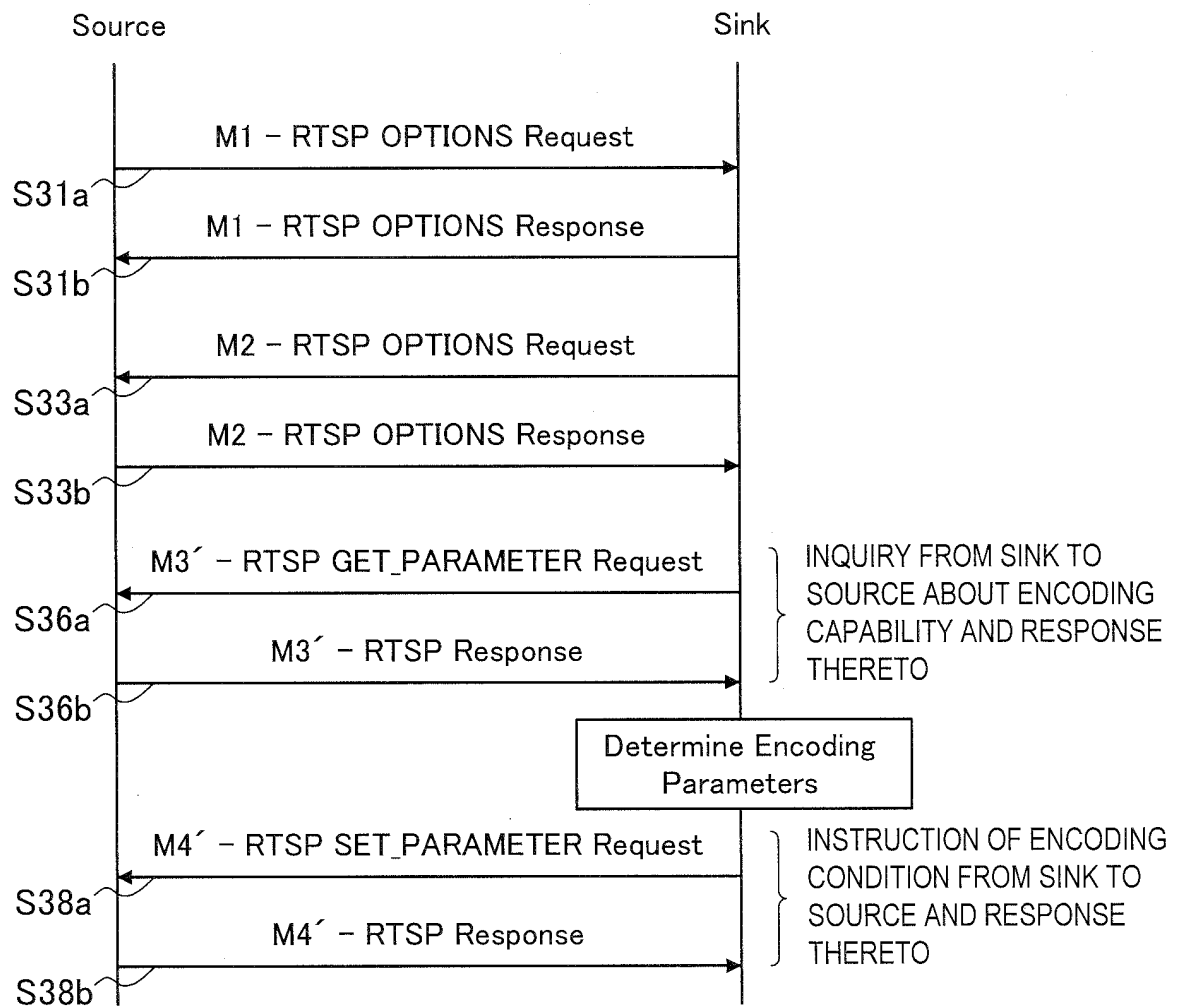 Source
Sink
M1 – RTSP OPTIONS Request
S31a
M1 – RTSP OPTIONS Response
S31b
M2 – RTSP OPTIONS Request
S33a
M2 – RTSP OPTIONS Response
S33b
M3´ – RTSP GET_PARAMETER Request
S36a
M3´ – RTSP Response
S36b
INQUIRY FROM SINK TO
SOURCE ABOUT ENCODING
CAPABILITY AND RESPONSE
THERETO
Determine Encoding
Parameters
M4´ – RTSP SET_PARAMETER Request
S38a
M4´ – RTSP Response
S38b
INSTRUCTION OF ENCODING
CONDITION FROM SINK TO
SOURCE AND RESPONSE
THERETO